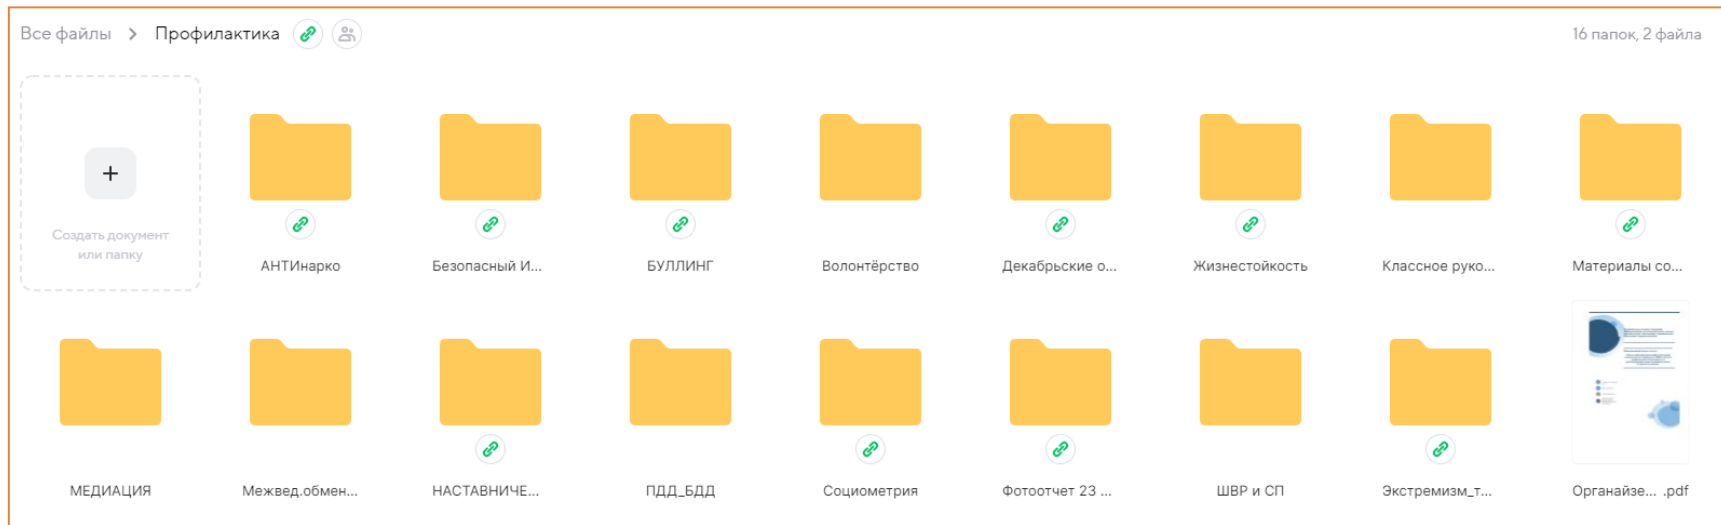 Все файлы > Профилактика
16 папок, 2 файла
Создать документ
или папку
АНТИнарко
Безопасный И...
БУЛЛИНГ
Волонтёрство
Декабрьские о...
Жизнестойкость
Классное руко...
Материалы со...
МЕДИАЦИЯ
Межвед.обмен...
НАСТАВНИЧЕ...
ПДД_БДД
Социометрия
Фотоотчет 23 ...
ШВР и СП
Экстремизм_т...
Органайзе... .pdf